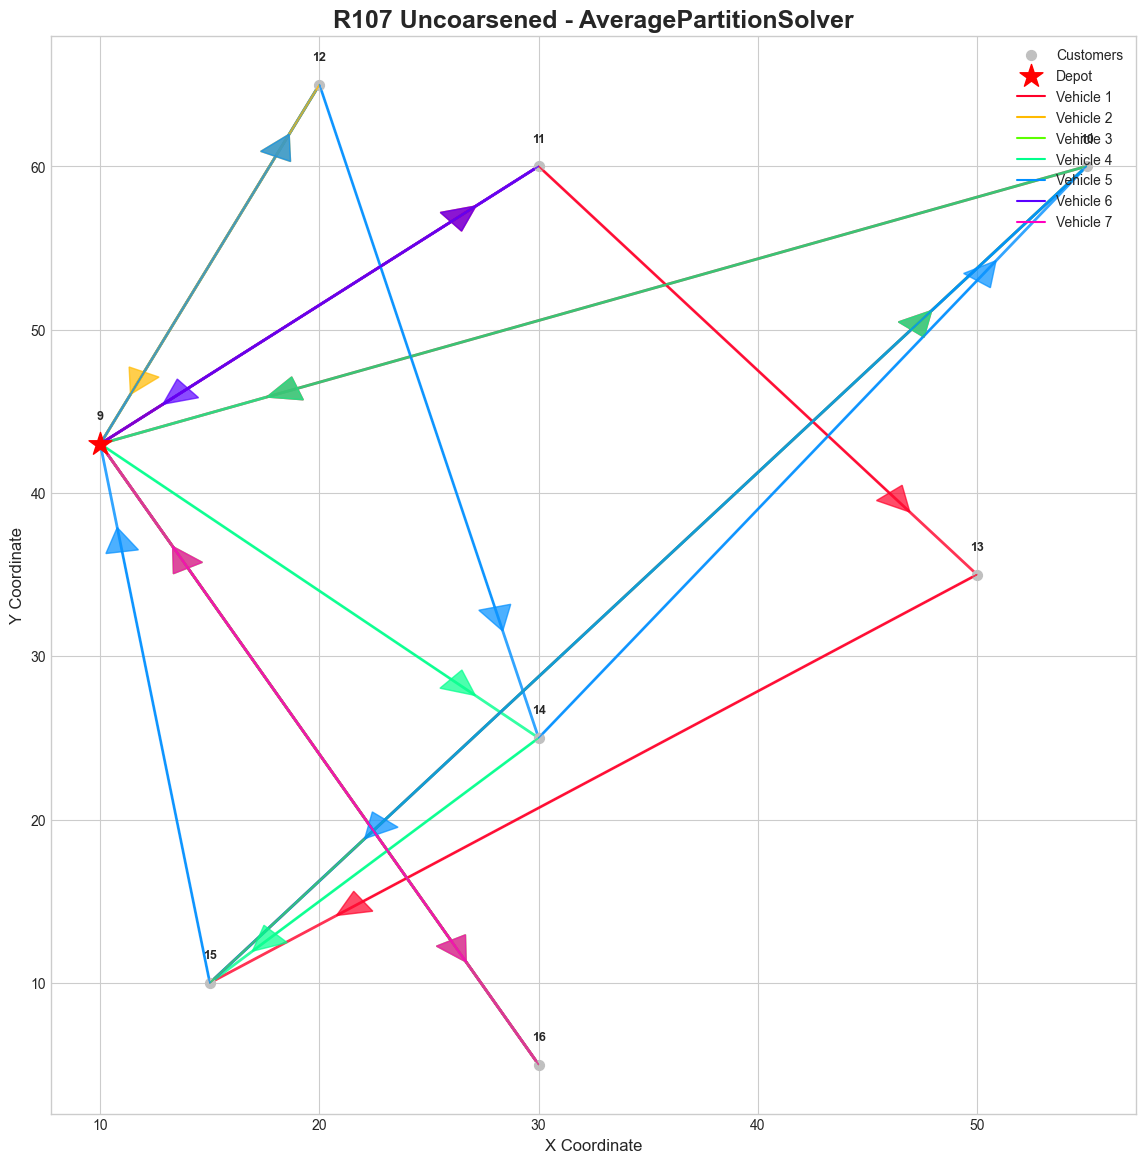 R107 Uncoarsened - AveragePartitionSolver
Customers
Depot
Vehicle 1
Vehicle 2
Vehicle 3
Vehicle 4
Vehicle 5
Vehicle 6
Vehicle 7
12
11
10
9
13
14
15
16
60
50
40
30
20
10
Y Coordinate
10
20
30
40
50
X Coordinate